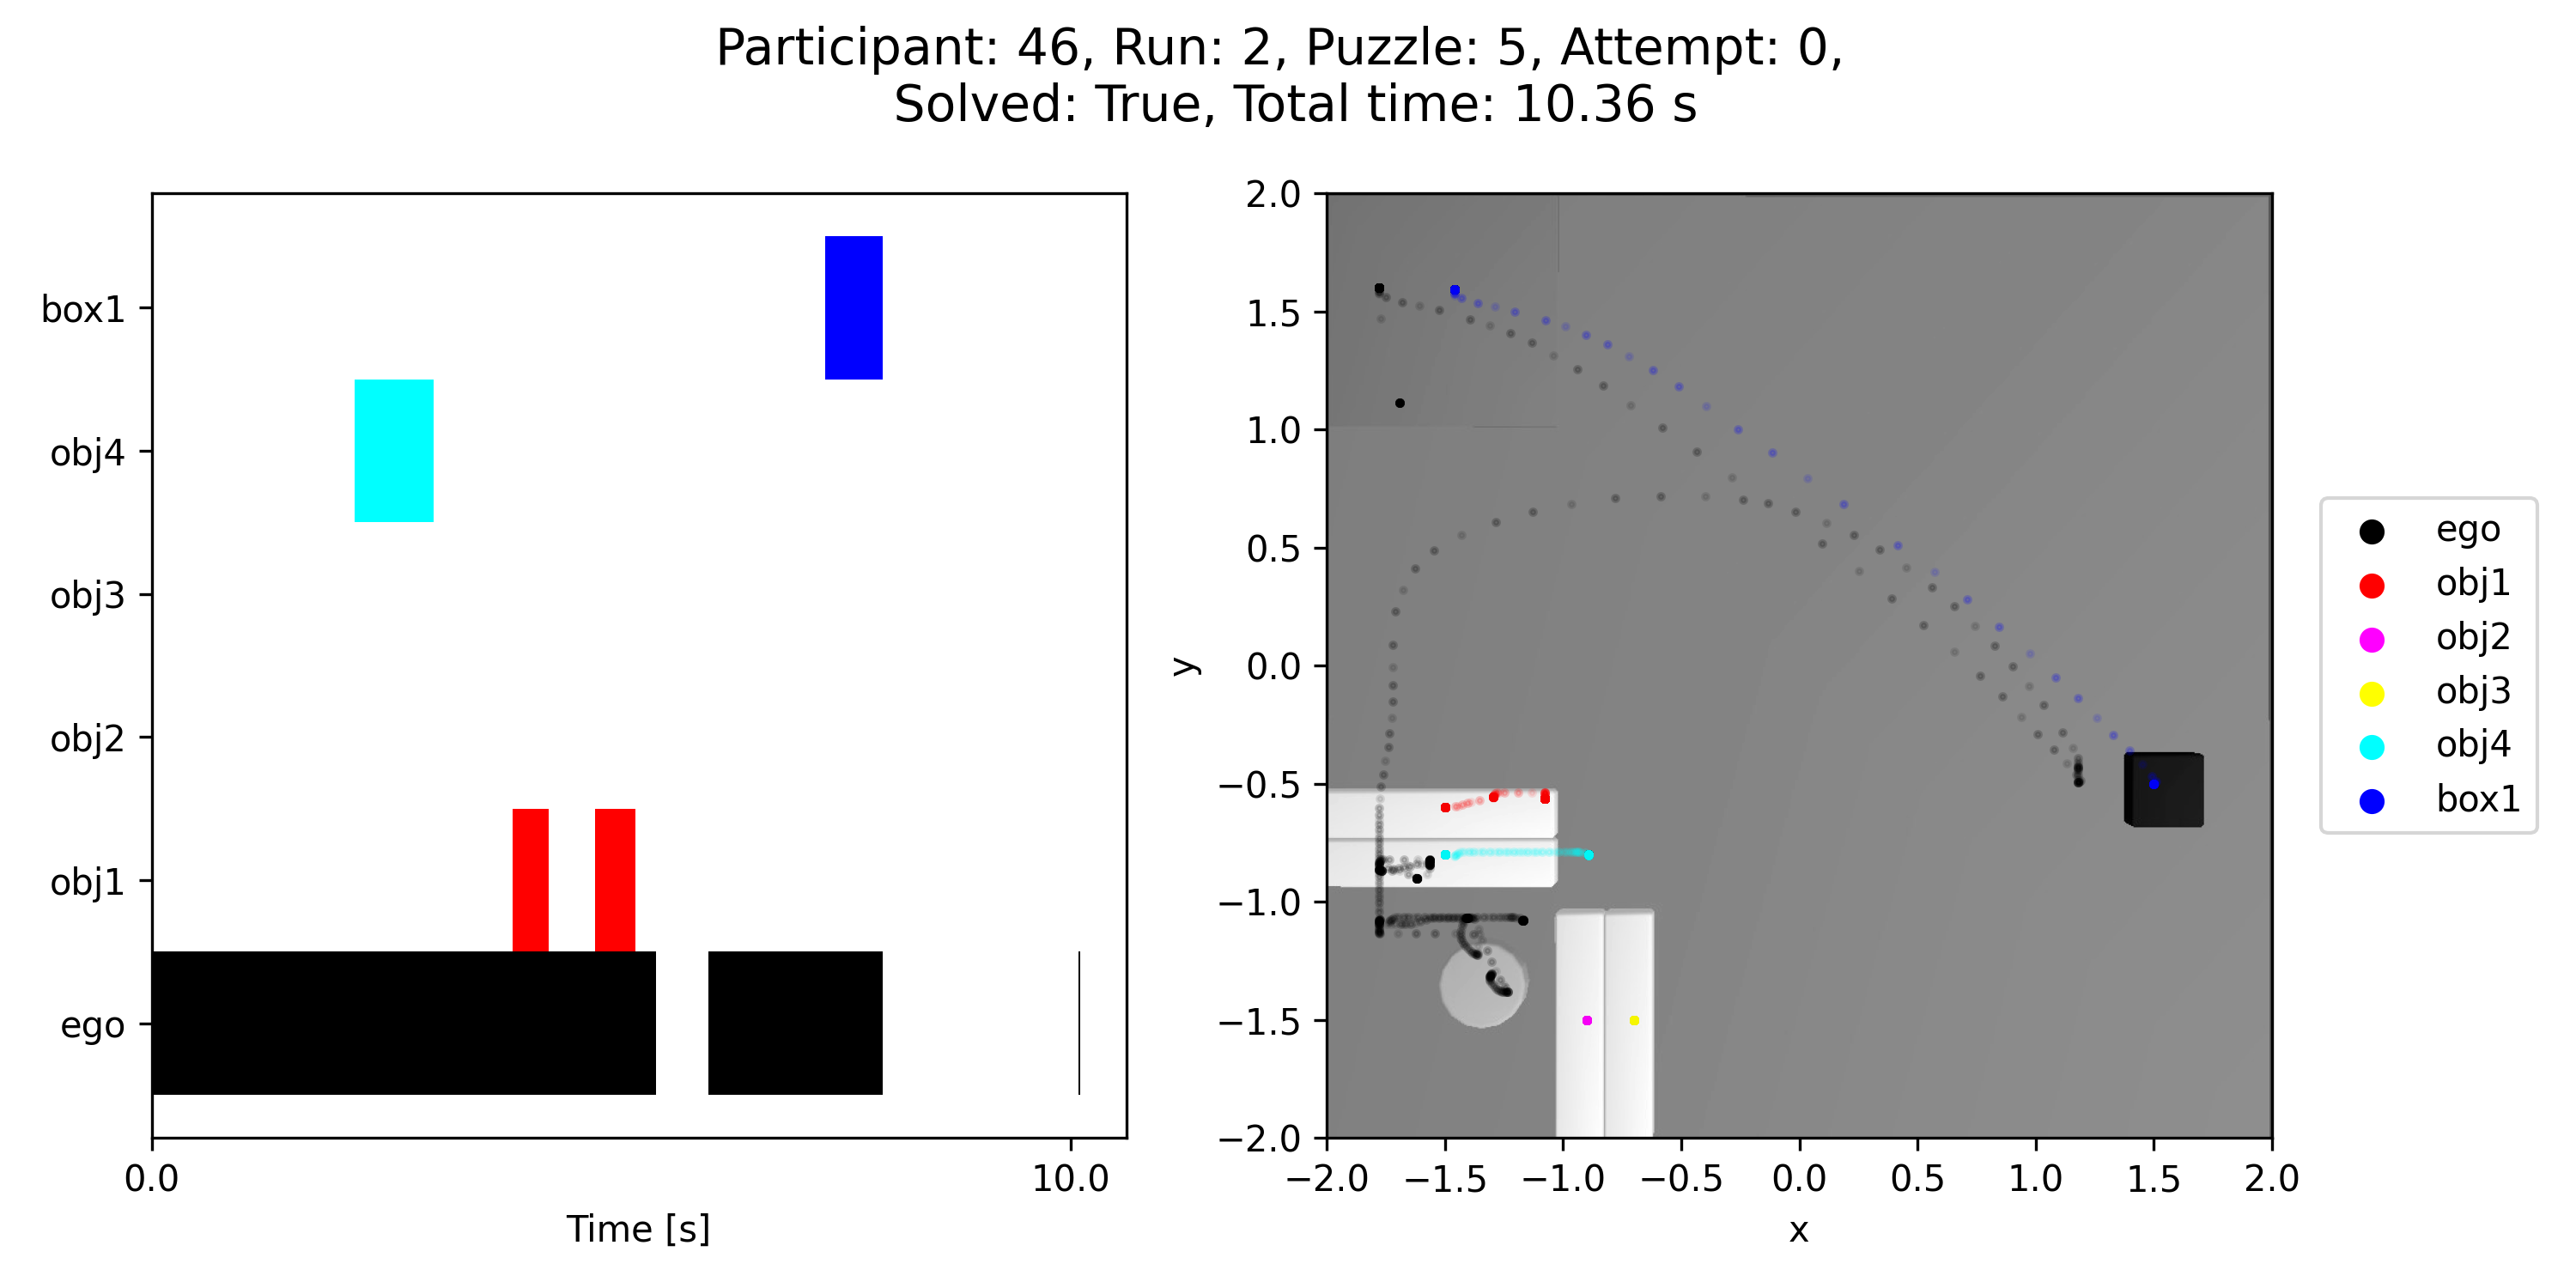 Participant: 46, Run: 2, Puzzle: 5, Attempt: 0,
Solved: True, Total time: 10.36 s
box1
obj4
obj3
obj2
obj1
ego
0.0
10.0
Time [s]
2.0
1.5
1.0
0.5
0.0
−0.5
−1.0
−1.5
−2.0
y
−2.0
−1.5
−1.0
−0.5
0.0
0.5
1.0
1.5
2.0
x
ego
obj1
obj2
obj3
obj4
box1